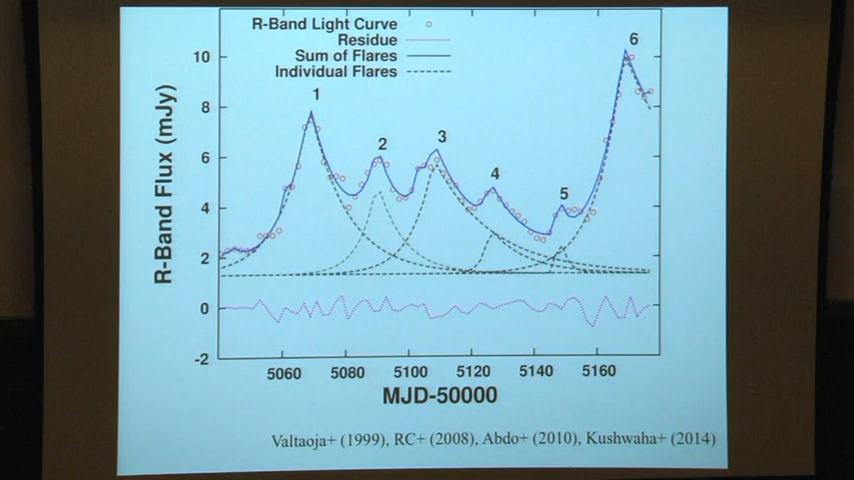 R-Band Light Curve
Residue
Sum of Flares
Individual Flares
R-Band Flux (mJy)
10
8
6
4
2
0
-2
1
2
3
4
5
6
5060
5080
5100
5120
5140
5160
MJD-50000
Valtaoja+ (1999), RC+ (2008), Abdo+ (2010), Kushwaha+ (2014)